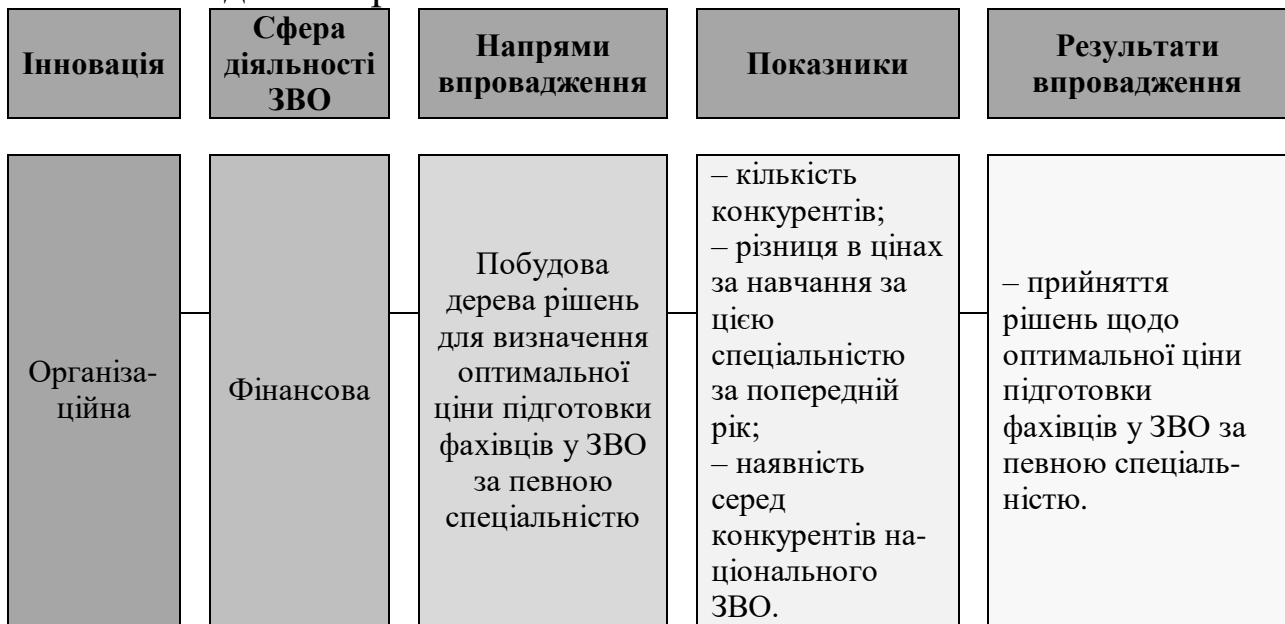 Інновація
Сфера
діяльності
ЗВО
Напрями
впровадження
Показники
Результати
впровадження
Організа-
ційна
Фінансова
Побудова
дерева рішень
для визначення
оптимальної
ціни підготовки
фахівців у ЗВО
за певною
спеціальністю
– кількість
конкурентів;
– різниця в цінах
за навчання за
цією
спеціальністю
за попередній
рік;
– наявність
серед
конкурентів на-
ціонального
ЗВО.
– прийняття
рішень щодо
оптимальної ціни
підготовки
фахівців у ЗВО за
певною спеціаль-
ністю.